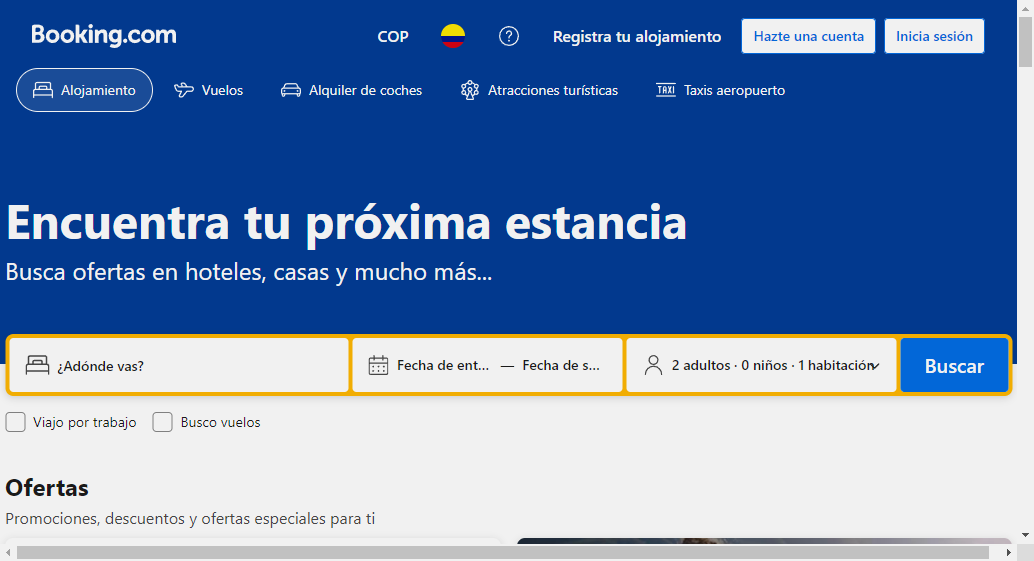 Booking.com
COP
Registra tu alojamiento
Hazte una cuenta
Inicia sesión
Alojamiento
Vuelos
Alquiler de coches
Atracciones turísticas
TAXI
Taxis aeropuerto
Encuentra tu próxima estancia
Busca ofertas en hoteles, casas y mucho más...
¿Adónde vas?
Fecha de ent... — Fecha de s...
2 adultos · 0 niños · 1 habitación
Buscar
Viajo por trabajo
Busco vuelos
Ofertas
Promociones, descuentos y ofertas especiales para ti